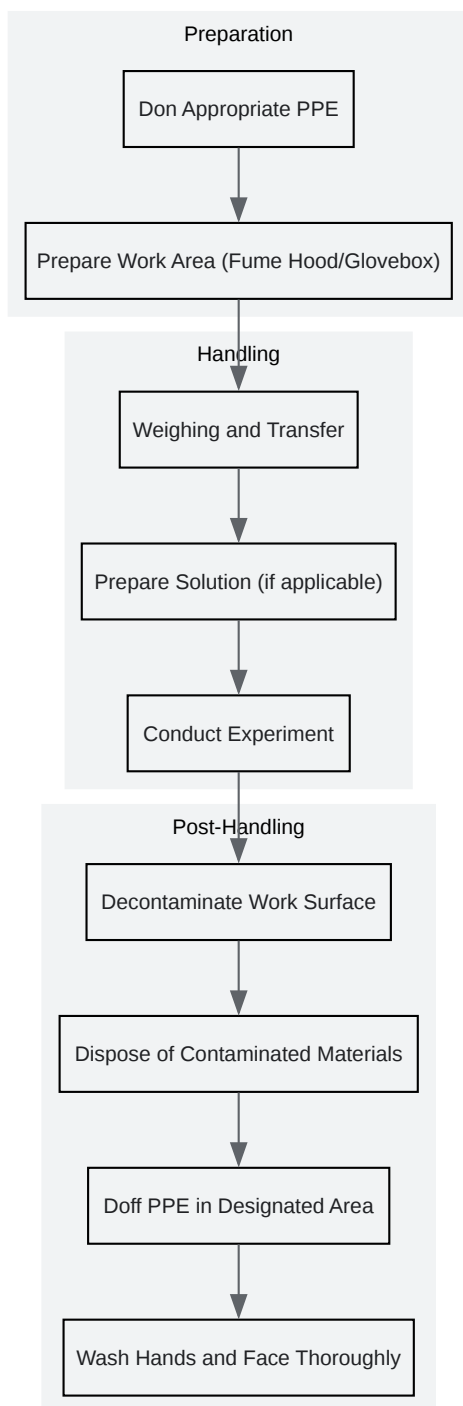 Preparation
Don Appropriate PPE
Prepare Work Area (Fume Hood/Glovebox)
Handling
Weighing and Transfer
Prepare Solution (if applicable)
Conduct Experiment
Post-Handling
Decontaminate Work Surface
Dispose of Contaminated Materials
Doff PPE in Designated Area
Wash Hands and Face Thoroughly